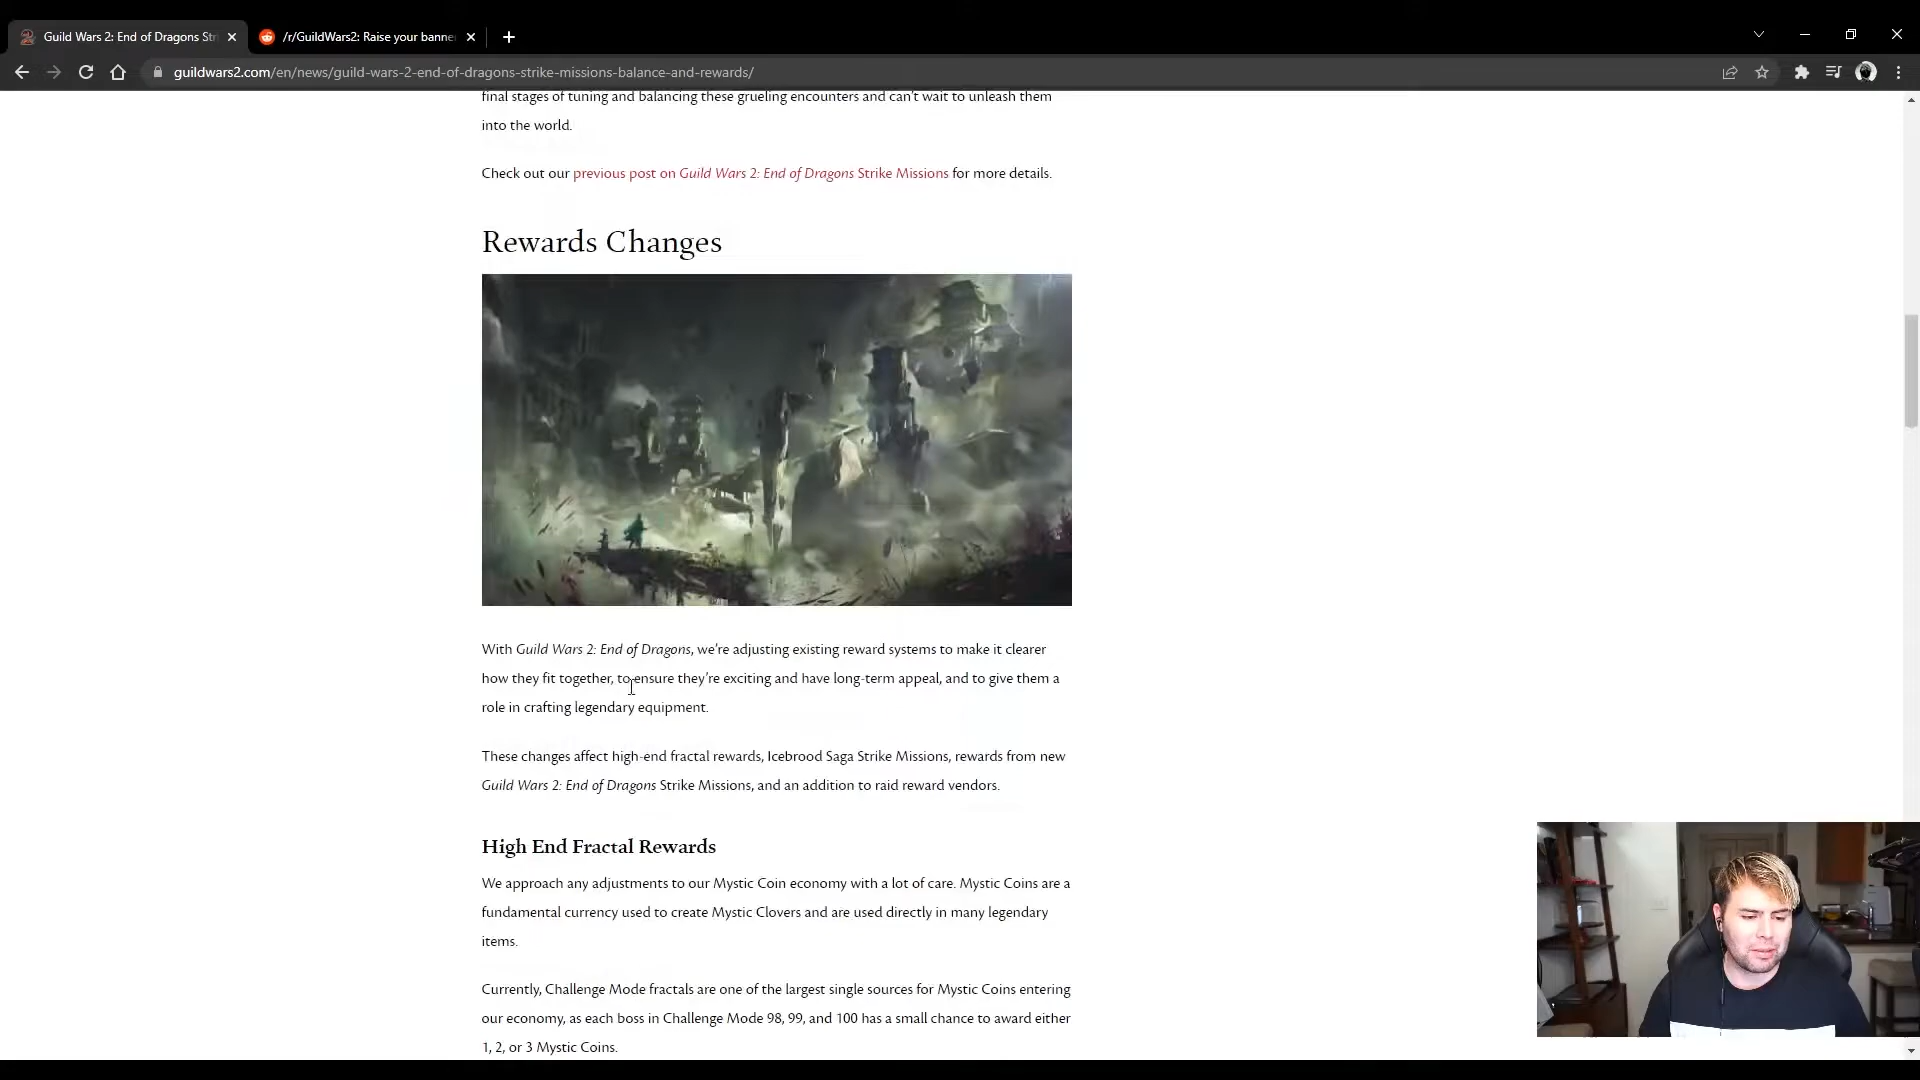 Guild Wars 2: End of Dragons Str
/r/GuildWars2: Raise your banne
guildwars2.com/en/news/guild-wars-2-end-of-dragons-strike-missions-balance-and-rewards/
final stages of tuning and balancing these grueling encounters and can't wait to unleash them
into the world.
Check out our previous post on Guild Wars 2: End of Dragons Strike Missions for more details.
Rewards Changes
With Guild Wars 2: End of Dragons, we're adjusting existing reward systems to make it clearer
how they fit together, to ensure they're exciting and have long-term appeal, and to give them a
role in crafting legendary equipment.
These changes affect high-end fractal rewards, Icebrood Saga Strike Missions, rewards from new
Guild Wars 2: End of Dragons Strike Missions, and an addition to raid reward vendors.
High End Fractal Rewards
We approach any adjustments to our Mystic Coin economy with a lot of care. Mystic Coins are a
fundamental currency used to create Mystic Clovers and are used directly in many legendary
items.
Currently, Challenge Mode fractals are one of the largest single sources for Mystic Coins entering
our economy, as each boss in Challenge Mode 98, 99, and 100 has a small chance to award either
1, 2, or 3 Mystic Coins.